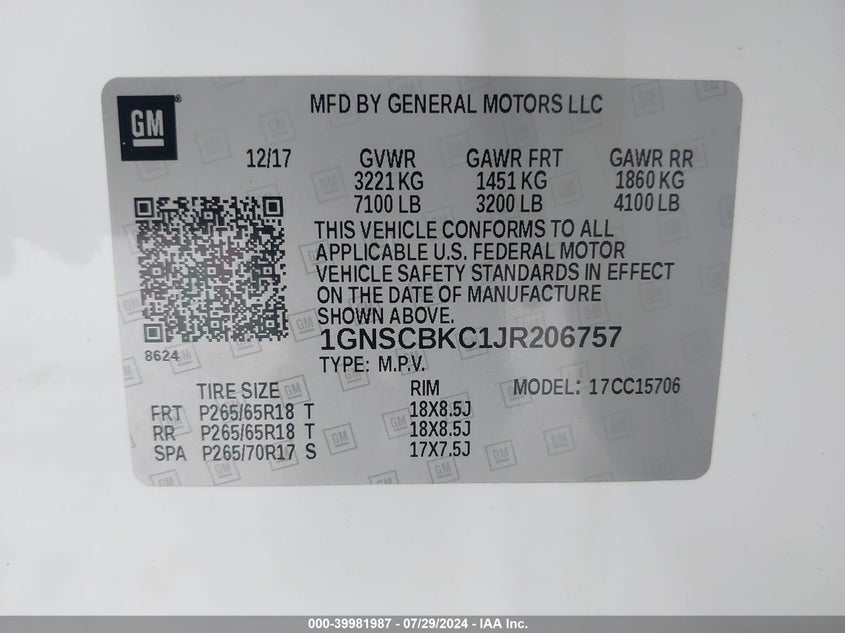 GM®
MFD BY GENERAL MOTORS LLC
12/17 GVWR GAWR FRT GAWR RR
3221 KG 1451 KG 1860 KG
7100 LB 3200 LB 4100 LB
THIS VEHICLE CONFORMS TO ALL
APPLICABLE U.S. FEDERAL MOTOR
VEHICLE SAFETY STANDARDS IN EFFECT
ON THE DATE OF MANUFACTURE
SHOWN ABOVE.
8624
1GNSCBKC1JR206757
TYPE: M.P.V.
TIRE SIZE RIM MODEL: 17CC15706
FRT P265/65R18 T 18X8.5J
RR P265/65R18 T 18X8.5J
SPA P265/70R17 S 17X7.5J
000-39981987 - 07/29/2024 - IAA Inc.